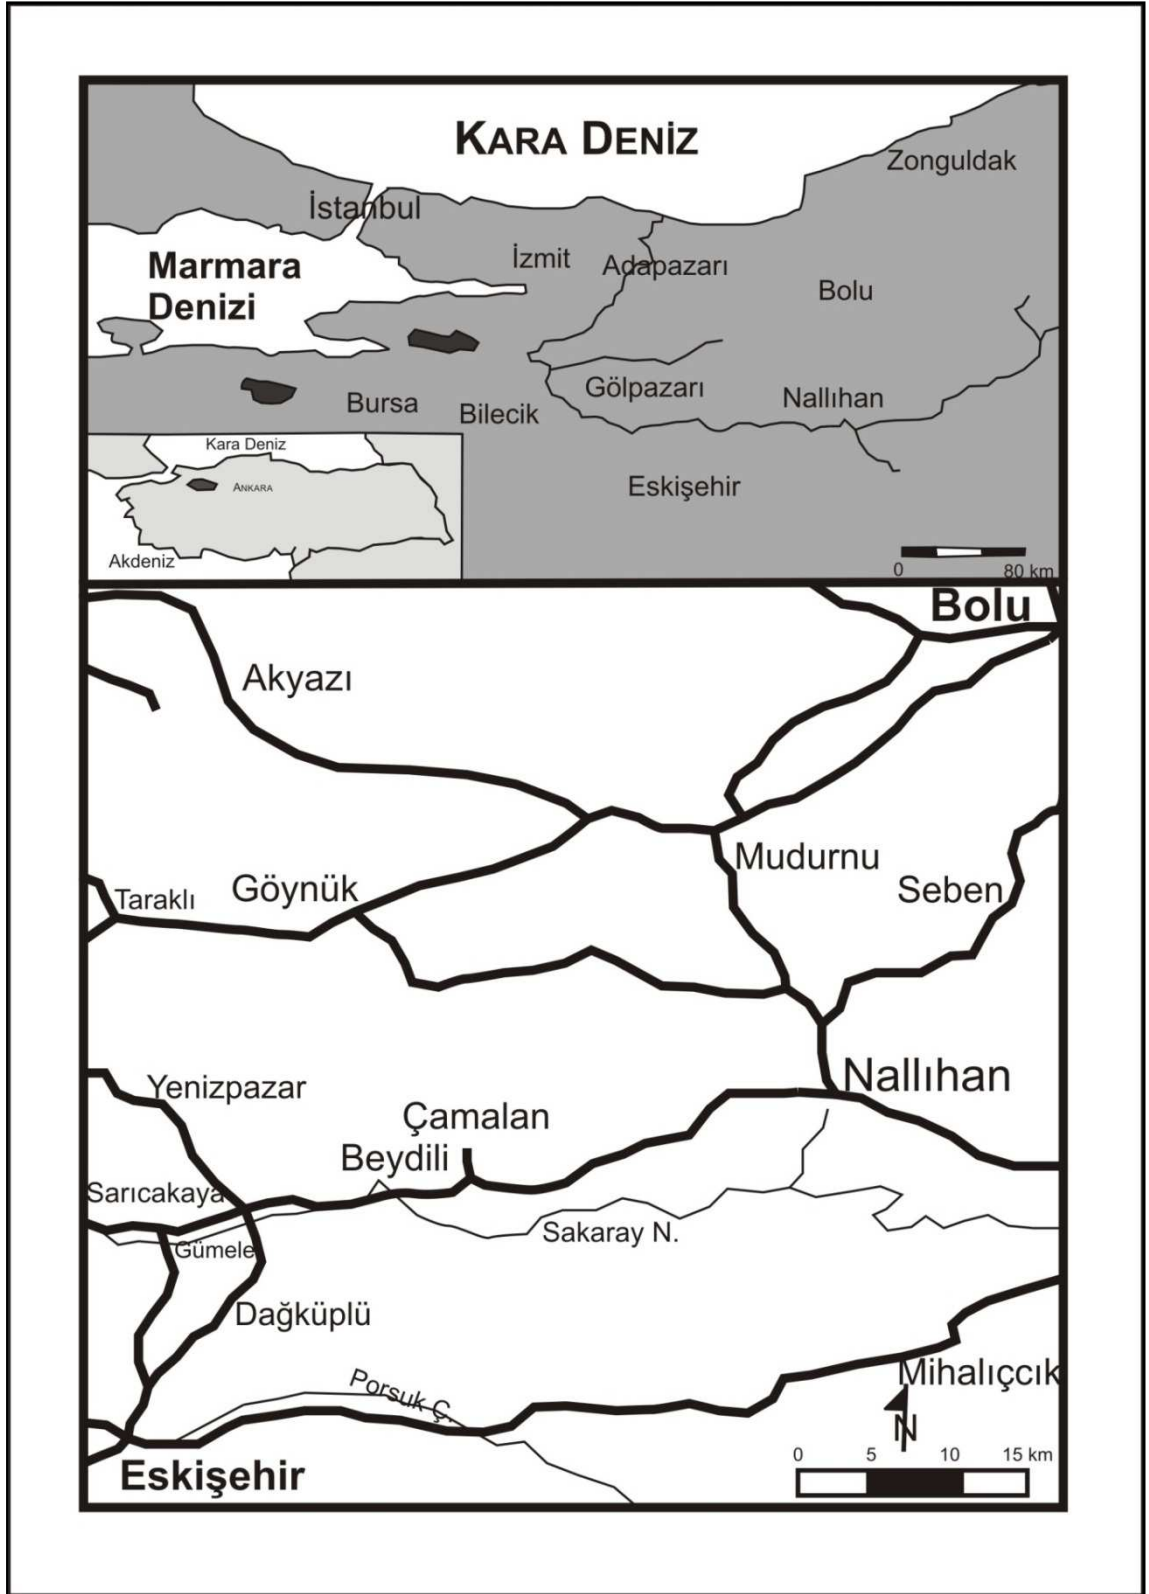 KARA DENİZ
Zonguldak
İstanbul
Marmara
Denizi
İzmit
Adapazarı
Bolu
Gölpazarı
Nallıhan
Bursa
Bilecik
Eskişehir
Kara Deniz
ANKARA
Akdeniz
0
80 km
Bolu
Akyazı
Mudurnu
Seben
Göynük
Taraklı
Nallıhan
Yenizpazar
Çamalan
Beydili
Sarıcakaya
Sakaray N.
Gümele
Dağküplü
Mihalıççık
Porsuk Ç.
N
0 5 10 15 km
Eskişehir